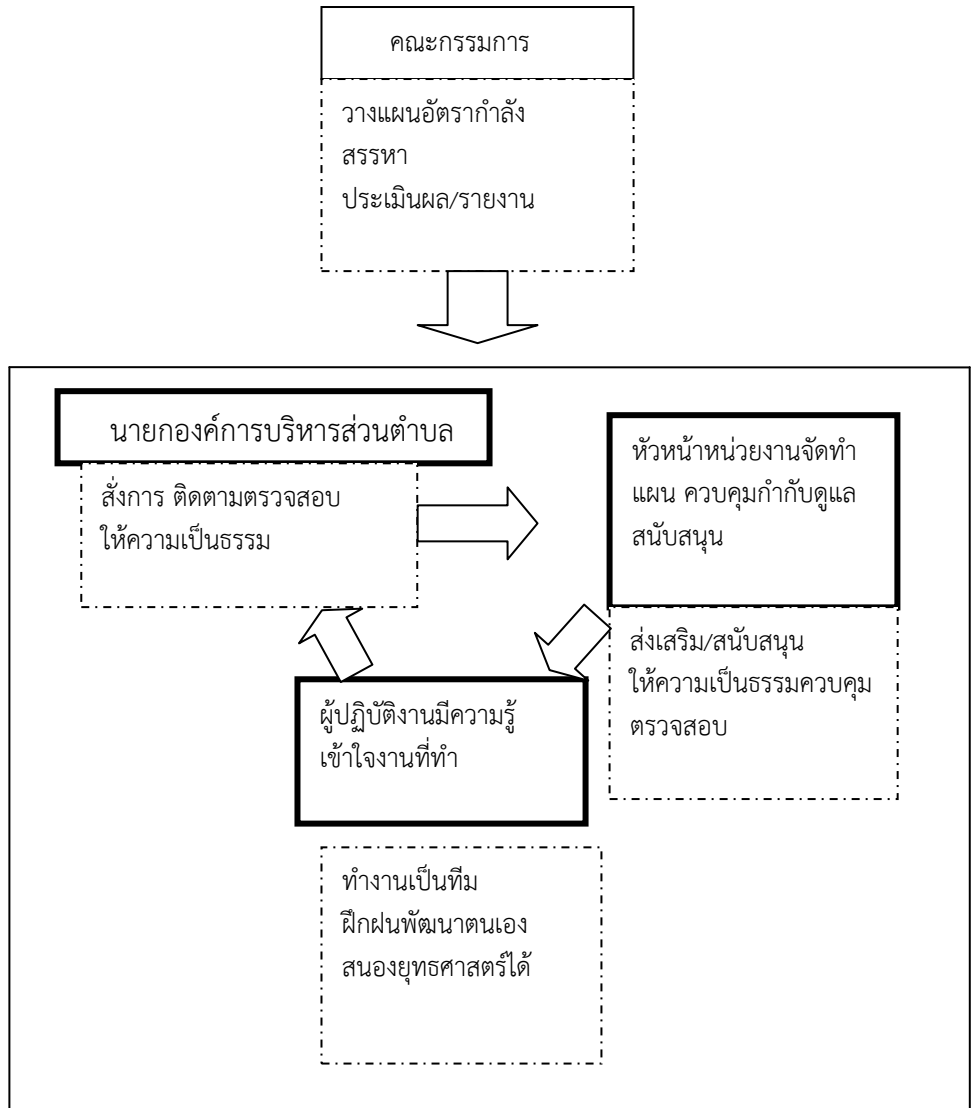 คณะกรรมการ
วางแผนอัตรากำลัง
สรรหา
ประเมินผล/รายงาน
นายกองค์การบริหารส่วนตำบล
สั่งการ ติดตามตรวจสอบ
ให้ความเป็นธรรม
หัวหน้าหน่วยงานจัดทำ
แผน ควบคุมกำกับดูแล
สนับสนุน
ส่งเสริม/สนับสนุน
ให้ความเป็นธรรมควบคุม
ตรวจสอบ
ผู้ปฏิบัติงานมีความรู้
เข้าใจงานที่ทำ
ทำงานเป็นทีม
ฝึกฝนพัฒนาตนเอง
สนองยุทธศาสตร์ได้